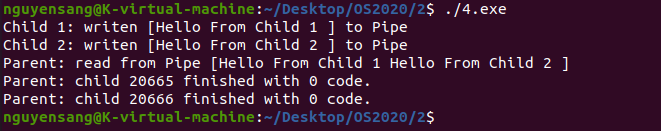 nguyensang@K-virtual-machine:~/Desktop/OS2020/2$ ./4.exe
Child 1: writen [Hello From Child 1 ] to Pipe
Child 2: writen [Hello From Child 2 ] to Pipe
Parent: read from Pipe [Hello From Child 1 Hello From Child 2 ]
Parent: child 20665 finished with 0 code.
Parent: child 20666 finished with 0 code.
nguyensang@K-virtual-machine:~/Desktop/OS2020/2$